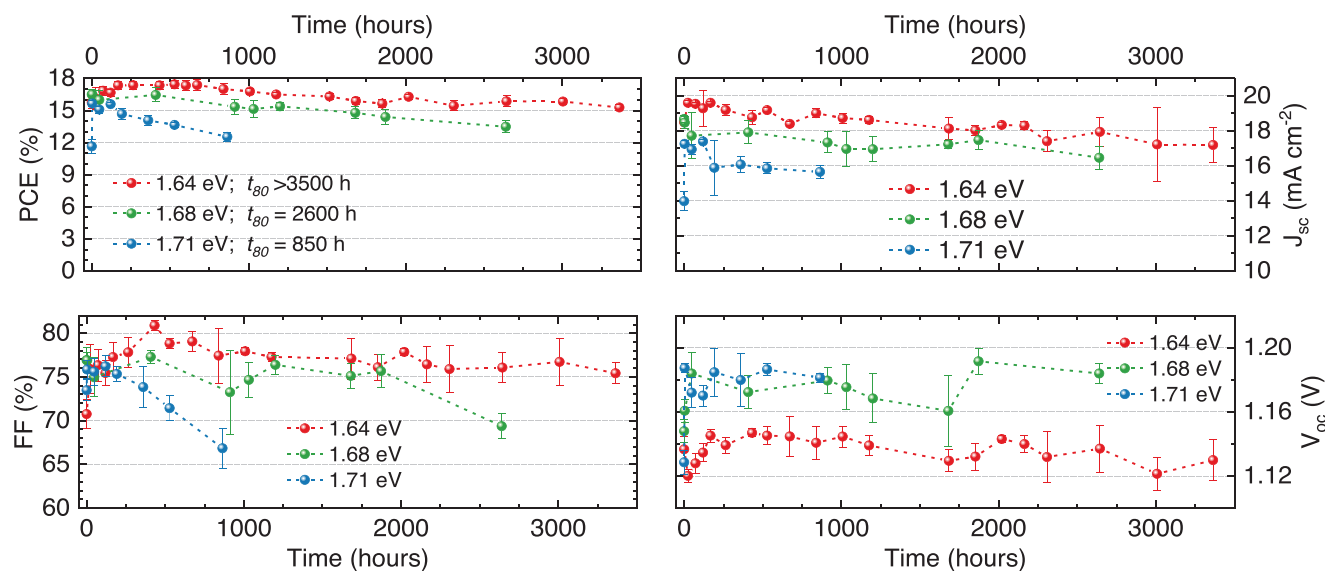 Time (hours)
0 1000 2000 3000
18
15
12
9
6
3
0
PCE (%)
1.64 eV; t80 >3500 h
1.68 eV; t80 = 2600 h
1.71 eV; t80 = 850 h
Time (hours)
0 1000 2000 3000
20
18
16
14
12
10
Jsc (mA cm-2)
1.64 eV
1.68 eV
1.71 eV
80
75
70
65
60
FF (%)
1.64 eV
1.68 eV
1.71 eV
0 1000 2000 3000
Time (hours)
1.20
1.16
1.12
Voc (V)
1.64 eV
1.68 eV
1.71 eV
0 1000 2000 3000
Time (hours)